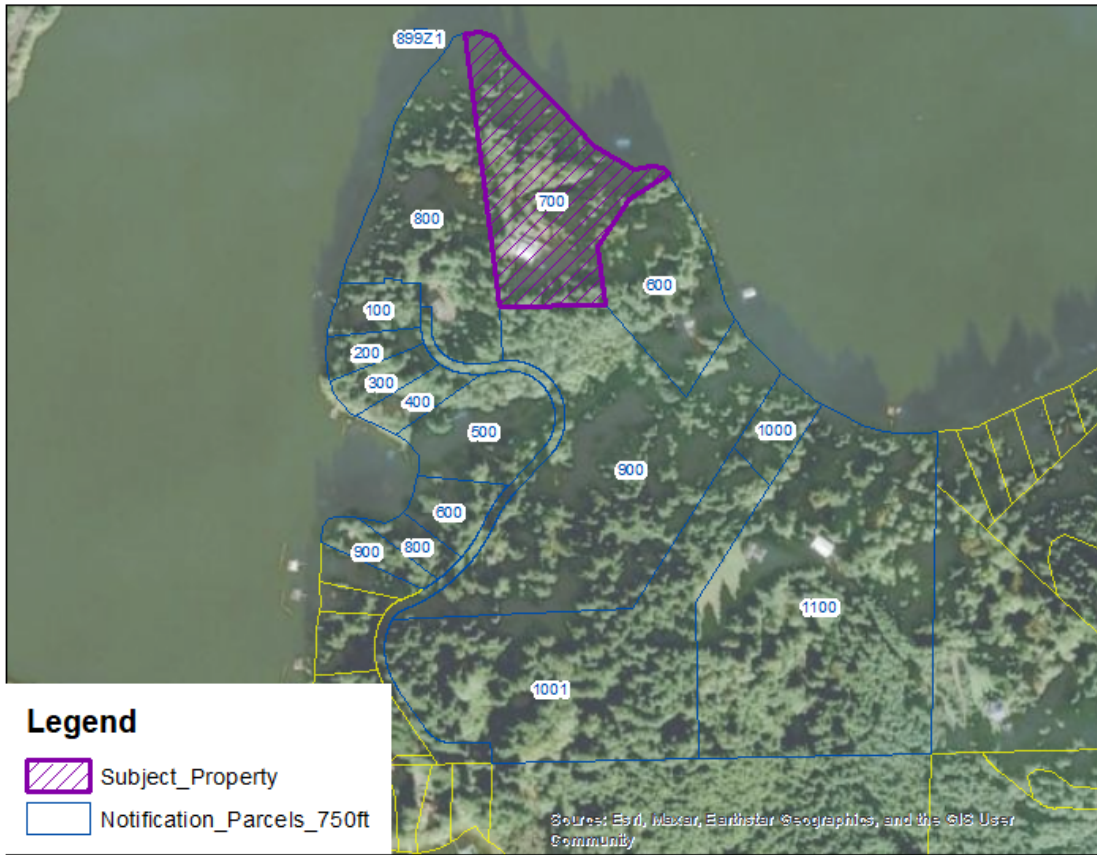 899Z1
700
800
600
100
200
300
400
500
1000
900
600
800
900
1100
1001
Legend
Subject_Property
Notification_Parcels_750ft
Source: Esri, Maxar, Earthstar Geographics, and the GIS User
Community